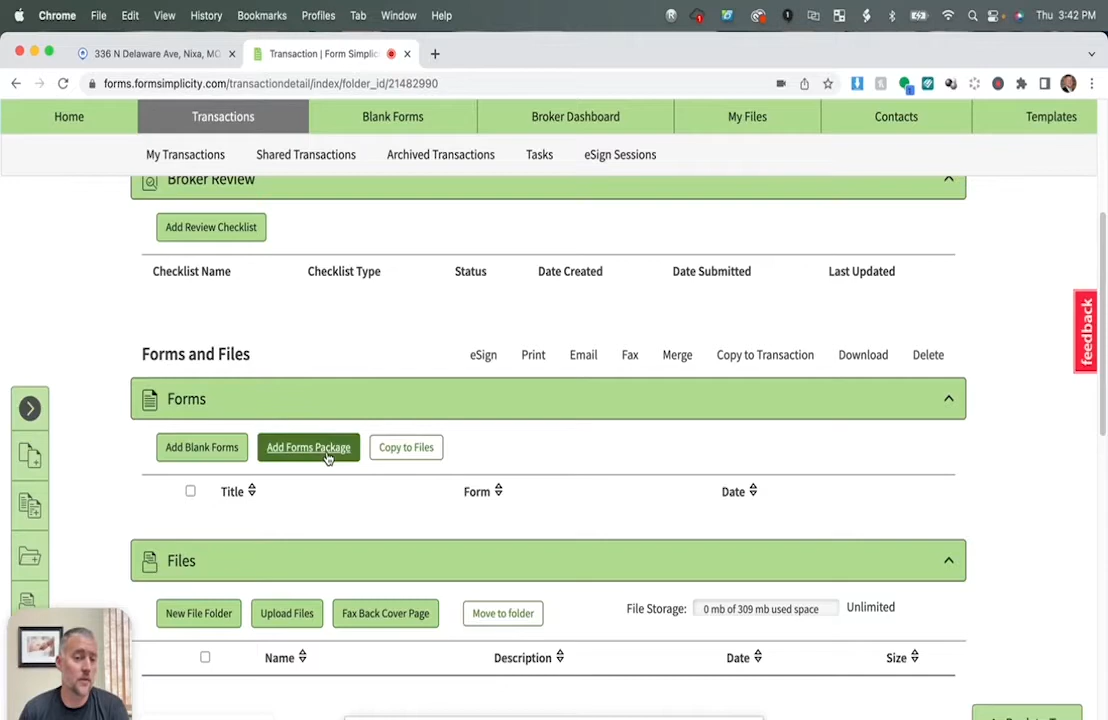 Chrome File Edit View History Bookmarks Profiles Tab Window Help Thu 3:42 PM
336 N Delaware Ave, Nixa, MO Transaction | Form Simplic
forms.formsimplicity.com/transactiondetail/index/folder_id/21482990
Home Transactions Blank Forms Broker Dashboard My Files Contacts Templates
My Transactions Shared Transactions Archived Transactions Tasks eSign Sessions
Broker Review
Add Review Checklist
Checklist Name Checklist Type Status Date Created Date Submitted Last Updated
feedback
Forms and Files eSign Print Email Fax Merge Copy to Transaction Download Delete
Forms
Add Blank Forms Add Forms Package Copy to Files
Title Form Date
Files
New File Folder Upload Files Fax Back Cover Page Move to folder File Storage: 0 mb of 309 mb used space Unlimited
Name Description Date Size